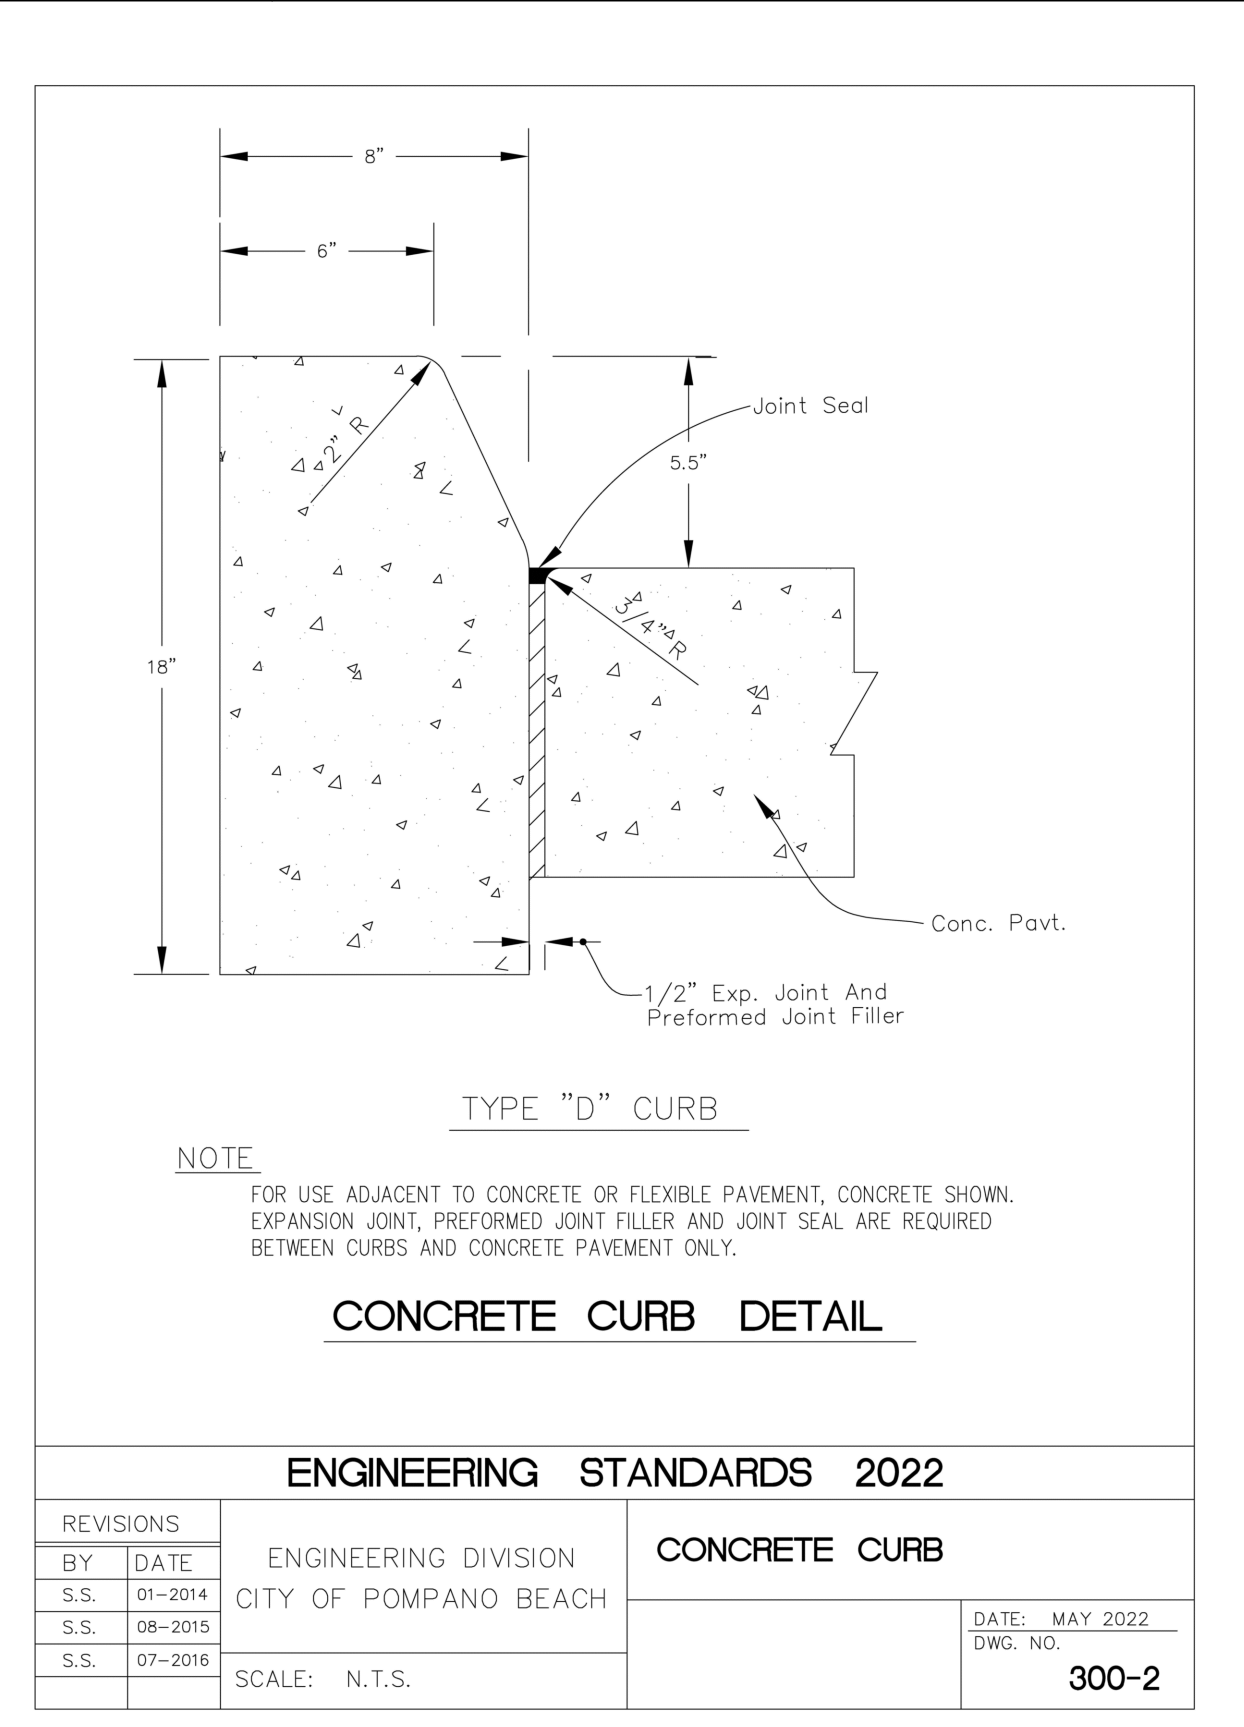 8"
6"
Joint Seal
2" R
5.5"
3/4" R
18"
Conc. Pavt.
1/2" Exp. Joint And
Preformed Joint Filler
TYPE "D" CURB
NOTE
FOR USE ADJACENT TO CONCRETE OR FLEXIBLE PAVEMENT, CONCRETE SHOWN.
EXPANSION JOINT, PREFORMED JOINT FILLER AND JOINT SEAL ARE REQUIRED
BETWEEN CURBS AND CONCRETE PAVEMENT ONLY.
CONCRETE CURB DETAIL
ENGINEERING STANDARDS 2022
REVISIONS
BY DATE
S.S. 01-2014
S.S. 08-2015
S.S. 07-2016
ENGINEERING DIVISION
CITY OF POMPANO BEACH
SCALE: N.T.S.
CONCRETE CURB
DATE: MAY 2022
DWG. NO.
300-2